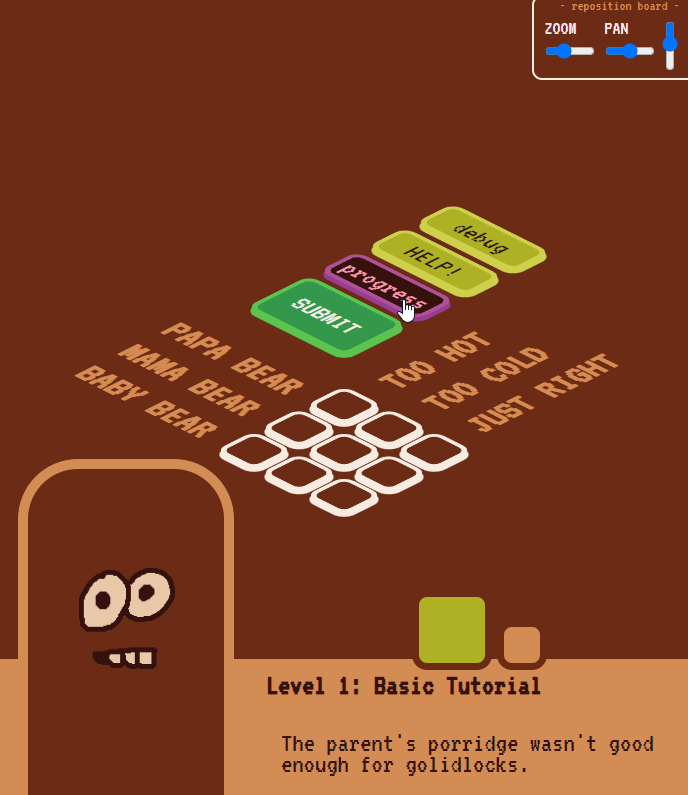 - reposition board -
ZOOM PAN
debug
HELP!
progress
SUBMIT
PAPA BEAR
MAMA BEAR
BABY BEAR
TOO HOT
TOO COLD
JUST RIGHT
Level 1: Basic Tutorial
The parent's porridge wasn't good
enough for golidlocks.